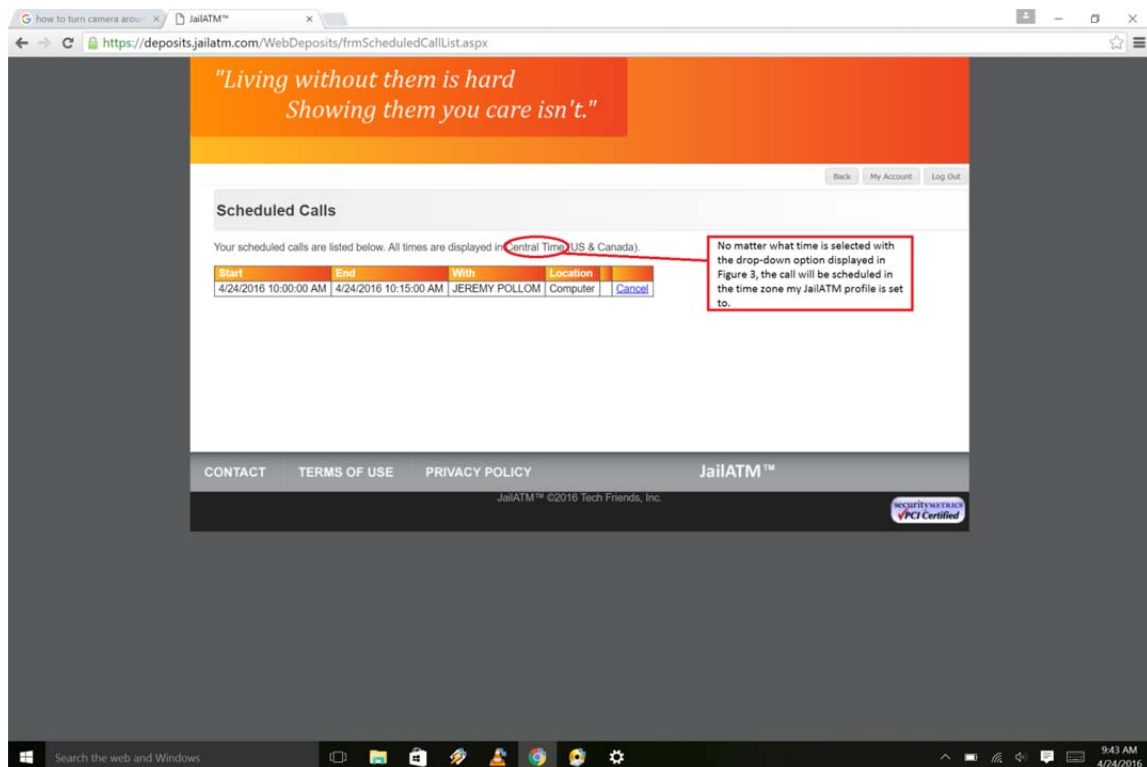 how to turn camera arou
JailATM™
https://deposits.jailatm.com/WebDeposits/frmScheduledCallList.aspx
"Living without them is hard
Showing them you care isn't."
Back My Account Log Out
Scheduled Calls
Your scheduled calls are listed below. All times are displayed in Central Time (US & Canada).
Start End With Location
4/24/2016 10:00:00 AM 4/24/2016 10:15:00 AM JEREMY POLLOM Computer Cancel
No matter what time is selected with
the drop-down option displayed in
Figure 3, the call will be scheduled in
the time zone my JailATM profile is set
to.
CONTACT TERMS OF USE PRIVACY POLICY JailATM™
JailATM™ ©2016 Tech Friends, Inc.
SECURITYMETRICS
PCI Certified
Search the web and Windows
9:43 AM
4/24/2016